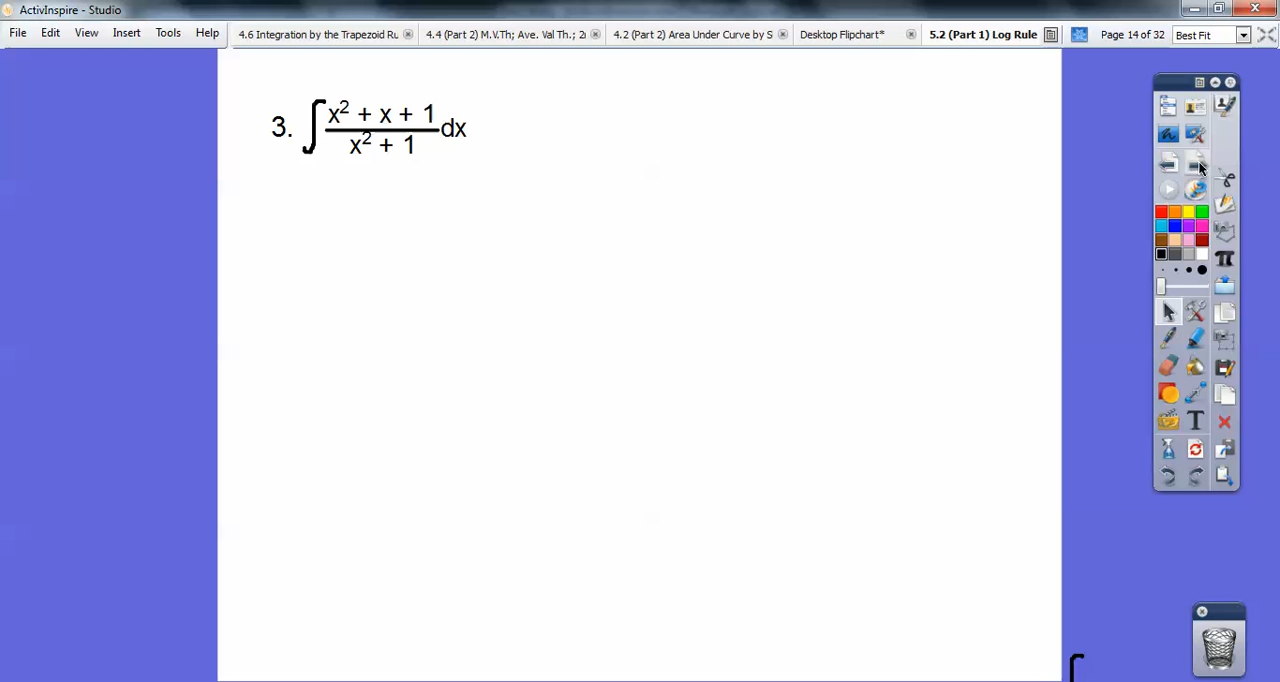 ActivInspire - Studio
File Edit View Insert Tools Help
4.6 Integration by the Trapezoid Ru
4.4 (Part 2) M.V.Th; Ave. Val Th.; 2
4.2 (Part 2) Area Under Curve by S
Desktop Flipchart*
5.2 (Part 1) Log Rule
Page 14 of 32
Best Fit
3. ∫ (x² + x + 1)/(x² + 1) dx
π
T
∫